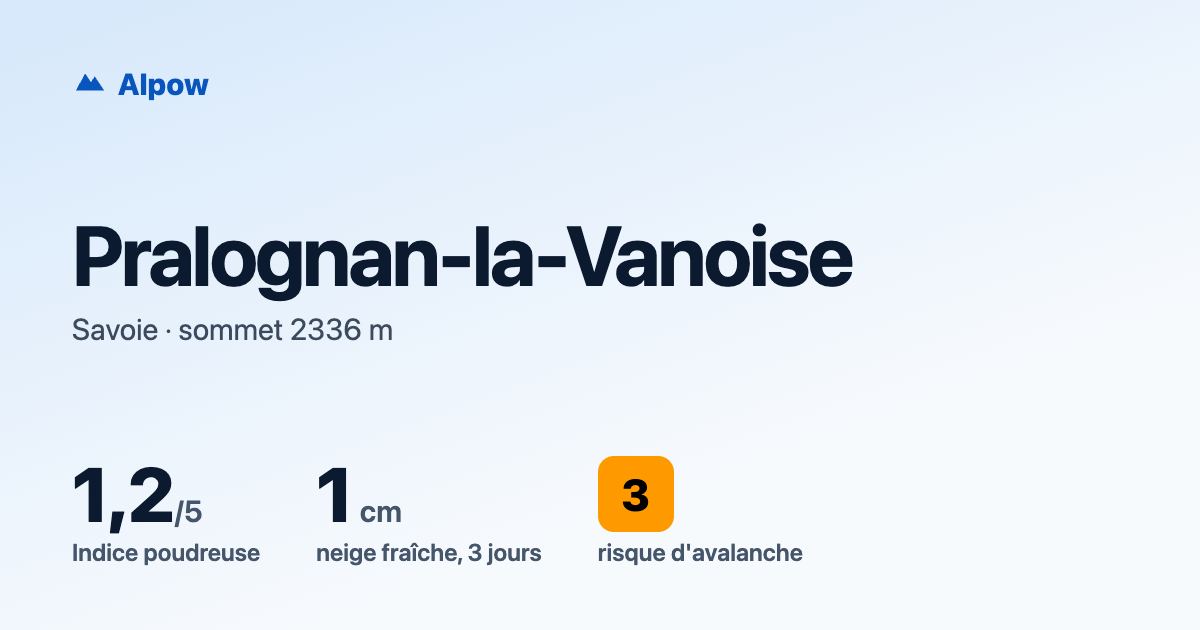 Alpow
Pralognan-la-Vanoise
Savoie · sommet 2336 m
1,2/5
Indice poudreuse
1 cm
neige fraîche, 3 jours
3
risque d'avalanche